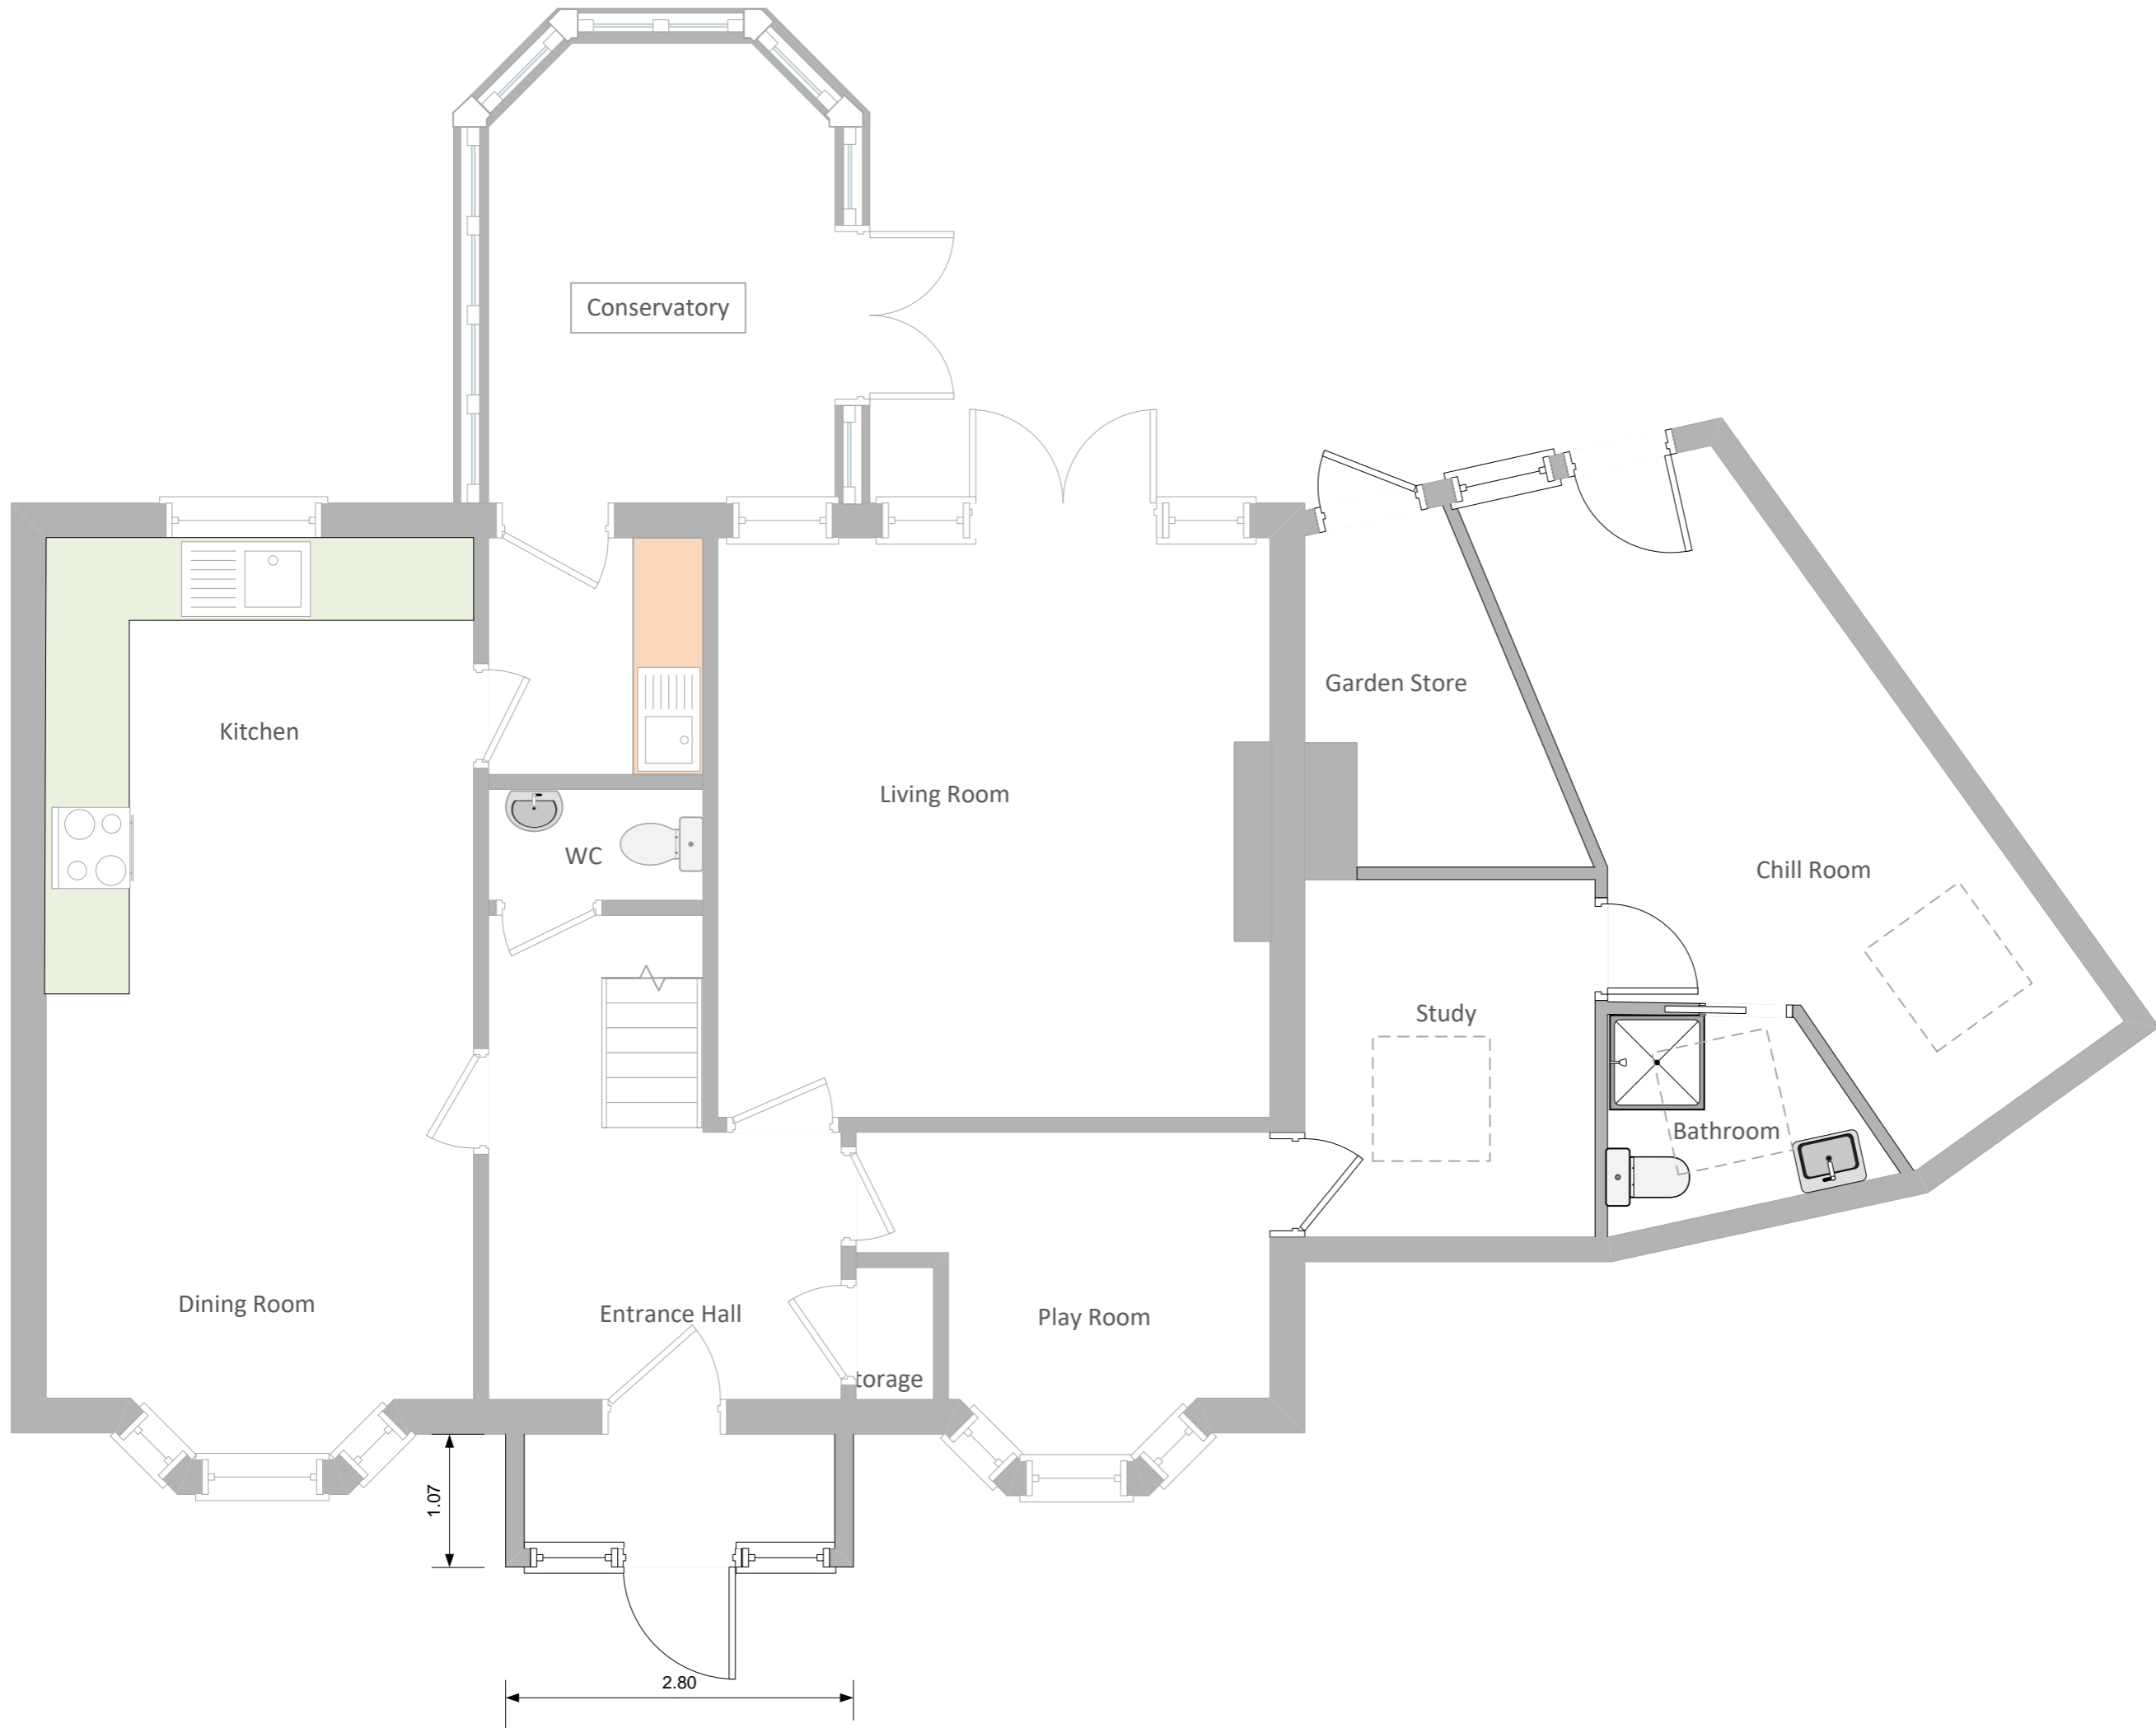 Conservatory
Garden Store
Kitchen
Living Room
WC
Chill Room
Study
Bathroom
Dining Room
Entrance Hall
Play Room
torage
1.07
2.80